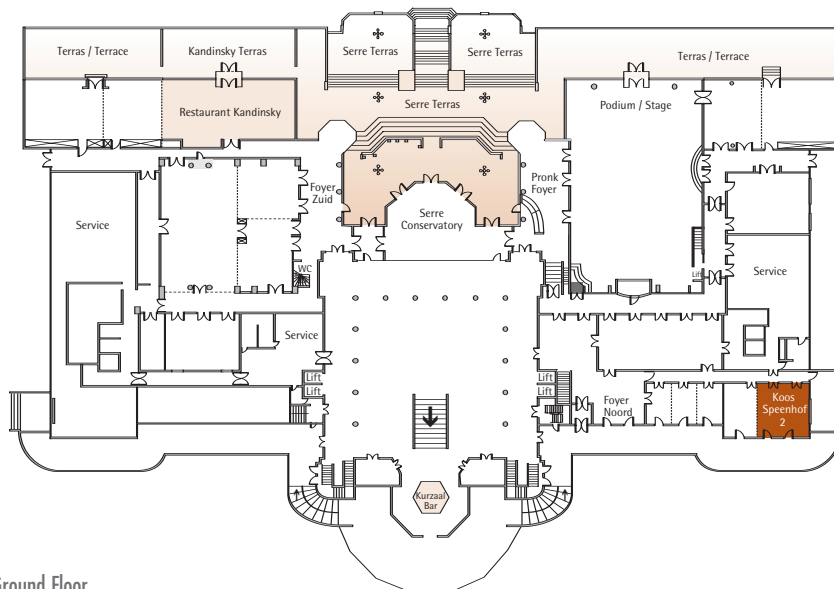 Terras / Terrace
Kandinsky Terras
Serre Terras
Serre Terras
Terras / Terrace
Restaurant Kandinsky
Serre Terras
Podium / Stage
Foyer
Zuid
Pronk
Foyer
Serre
Conservatory
Service
WC
Lift
Service
Service
Lift
Lift
Lift
Lift
Foyer
Noord
Koos
Speenhof
2
Kurzaal
Bar
Ground Floor